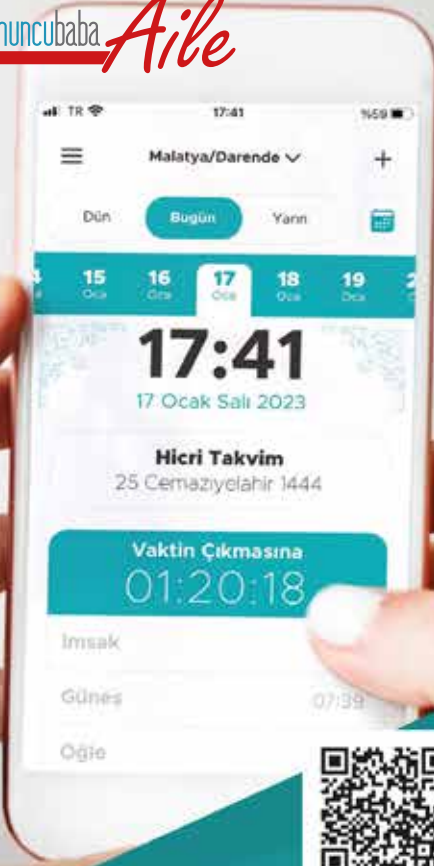 nuncubaba Aile
TR 17:41 %59
Malatya/Darende
Dün Bugün Yarın
15 16 17 18 19 2
Oca Oca Oca Oca Oca
17:41
17 Ocak Salı 2023
Hicri Takvim
25 Cemaziyelahir 1444
Vaktin Çıkmasına
01:20:18
İmsak
Güneş 07:39
Öğle